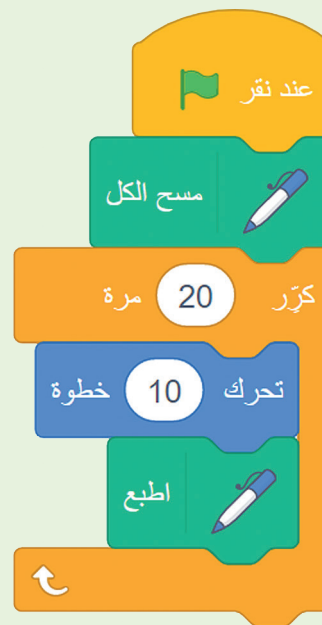 عند نقر
مسح الكل
كرّر 20 مرة
تحرك 10 خطوة
اطبع